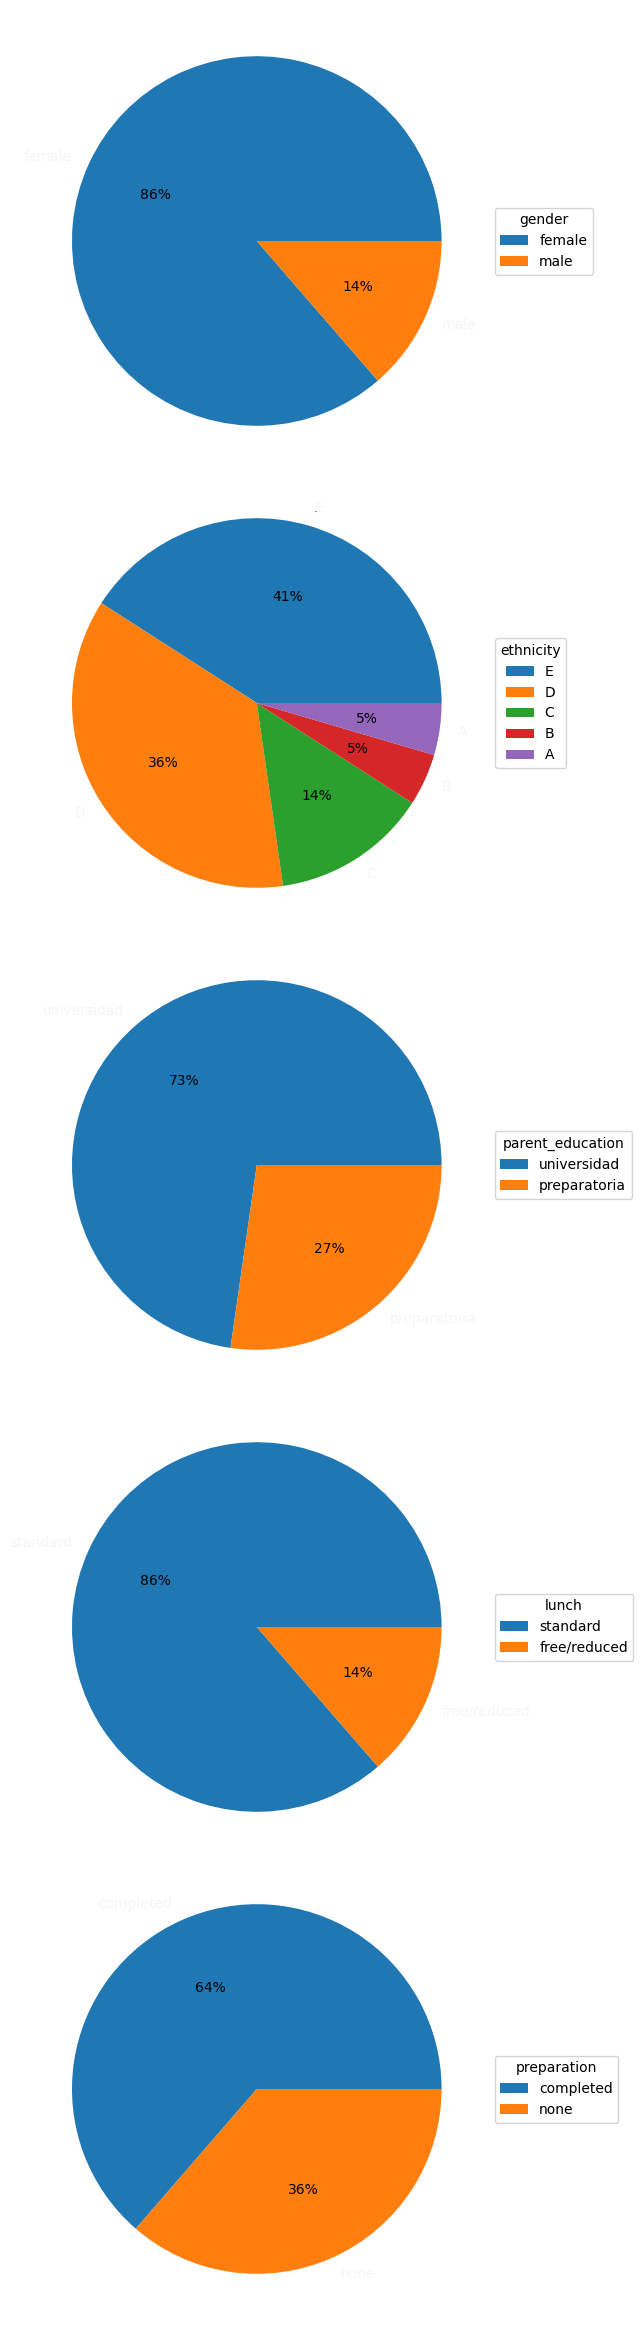 female
86%
14%
male
gender
female
male
E
41%
36%
14%
5%
5%
D
C
B
A
ethnicity
E
D
C
B
A
universidad
73%
27%
preparatoria
parent_education
universidad
preparatoria
standard
86%
14%
free/reduced
lunch
standard
free/reduced
completed
64%
36%
none
preparation
completed
none